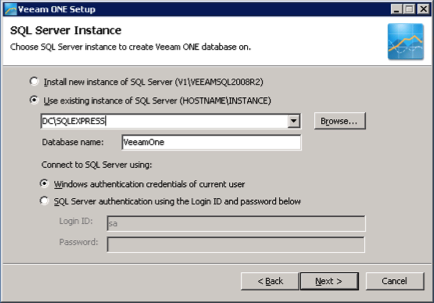 Veeam ONE Setup
SQL Server Instance
Choose SQL Server instance to create Veeam ONE database on.
Install new instance of SQL Server (V1\VEEAMSQL2008R2)
Use existing instance of SQL Server (HOSTNAME\INSTANCE)
DC\SQLEXPRESS
Browse...
Database name:
VeeamOne
Connect to SQL Server using:
Windows authentication credentials of current user
SQL Server authentication using the Login ID and password below
Login ID:
sa
Password:
< Back
Next >
Cancel